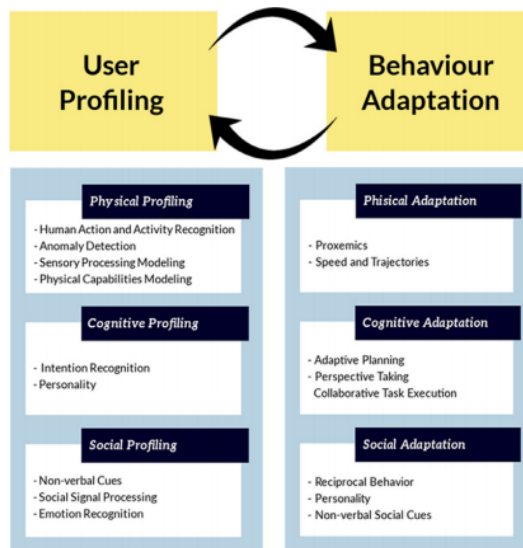 User
Profiling
Behaviour
Adaptation
Physical Profiling
- Human Action and Activity Recognition
- Anomaly Detection
- Sensory Processing Modeling
- Physical Capabilities Modeling
Cognitive Profiling
- Intention Recognition
- Personality
Social Profiling
- Non-verbal Cues
- Social Signal Processing
- Emotion Recognition
Phisical Adaptation
- Proxemics
- Speed and Trajectories
Cognitive Adaptation
- Adaptive Planning
- Perspective Taking
Collaborative Task Execution
Social Adaptation
- Reciprocal Behavior
- Personality
- Non-verbal Social Cues